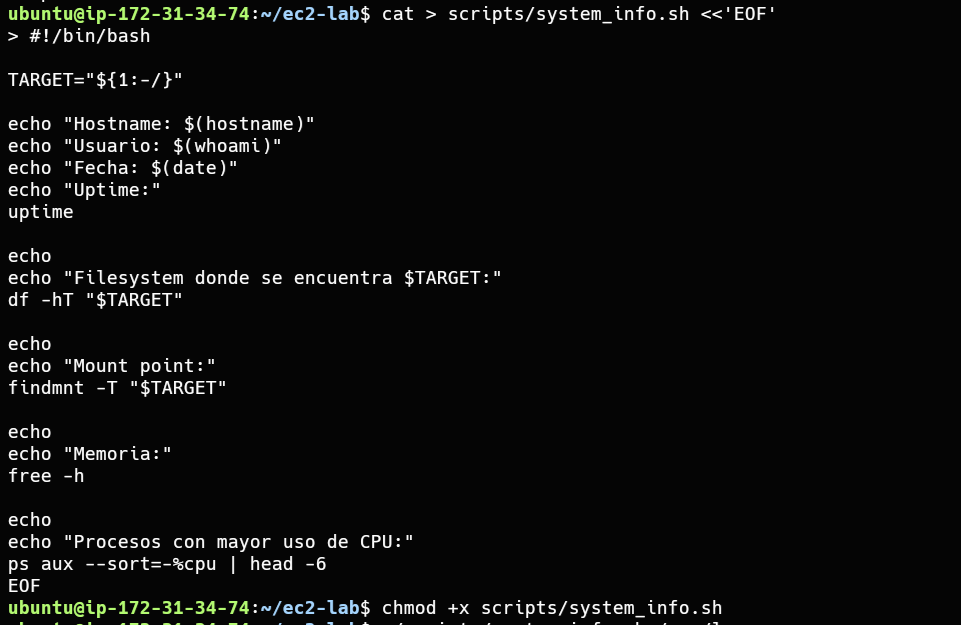 ubuntu@ip-172-31-34-74:~/ec2-lab$ cat > scripts/system_info.sh <<'EOF'
> #!/bin/bash
TARGET="${1:-/}"
echo "Hostname: $(hostname)"
echo "Usuario: $(whoami)"
echo "Fecha: $(date)"
echo "Uptime:"
uptime
echo
echo "Filesystem donde se encuentra $TARGET:"
df -hT "$TARGET"
echo
echo "Mount point:"
findmnt -T "$TARGET"
echo
echo "Memoria:"
free -h
echo
echo "Procesos con mayor uso de CPU:"
ps aux --sort=-%cpu | head -6
EOF
ubuntu@ip-172-31-34-74:~/ec2-lab$ chmod +x scripts/system_info.sh